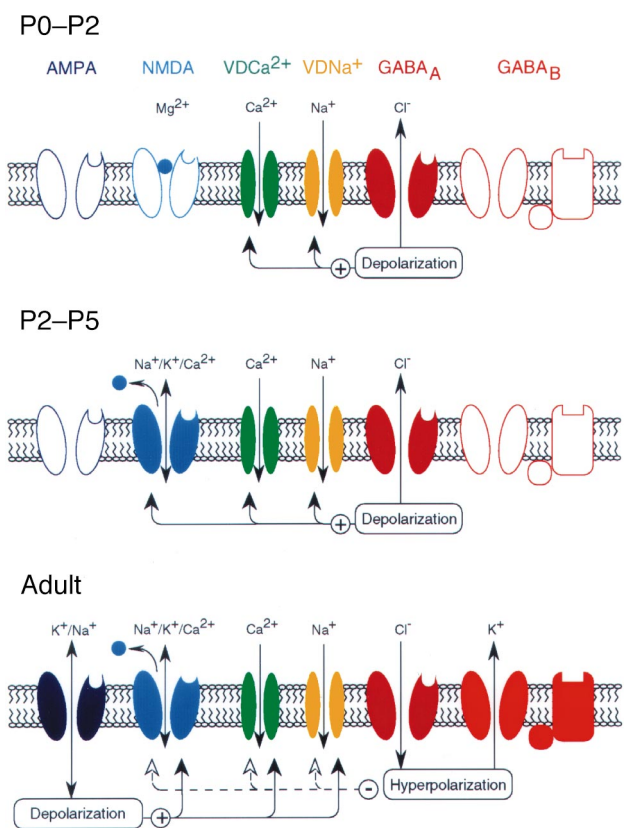 P0–P2
AMPA NMDA VDCa2+ VDNa+ GABAA GABAB
Mg2+ Ca2+ Na+ Cl-
+ Depolarization
P2–P5
Na+/K+/Ca2+ Ca2+ Na+ Cl-
+ Depolarization
Adult
K+/Na+ Na+/K+/Ca2+ Ca2+ Na+ Cl- K+
- Hyperpolarization
Depolarization +